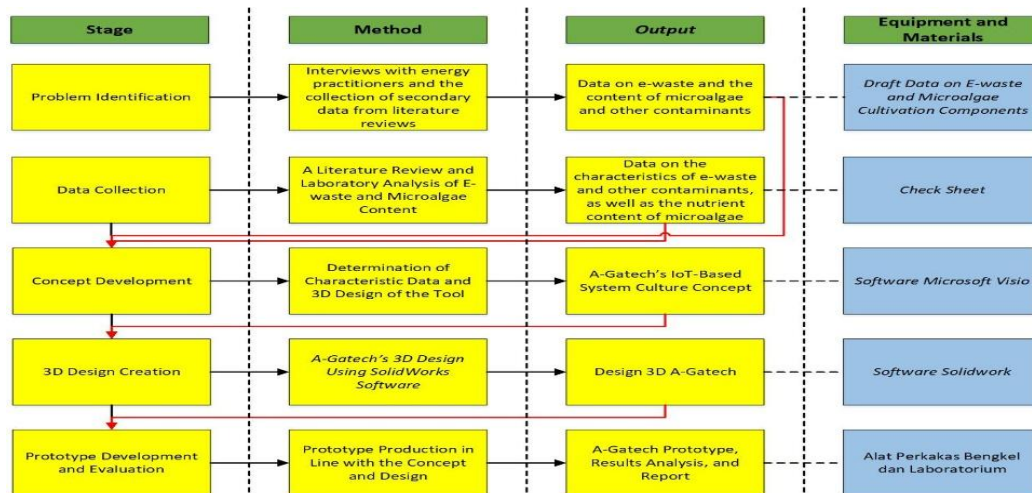 Stage
Method
Output
Equipment and
Materials
Problem Identification
Interviews with energy
practitioners and the
collection of secondary
data from literature
reviews
Data on e-waste and the
content of microalgae
and other contaminants
Draft Data on E-waste
and Microalgae
Cultivation Components
Data Collection
A Literature Review and
Laboratory Analysis of E-
waste and Microalgae
Content
Data on the
characteristics of e-waste
and other contaminants,
as well as the nutrient
content of microalgae
Check Sheet
Concept Development
Determination of
Characteristic Data and
3D Design of the Tool
A-Gatech's IoT-Based
System Culture Concept
Software Microsoft Visio
3D Design Creation
A-Gatech's 3D Design
Using SolidWorks
Software
Design 3D A-Gatech
Software Solidwork
Prototype Development
and Evaluation
Prototype Production in
Line with the Concept
and Design
A-Gatech Prototype,
Results Analysis, and
Report
Alat Perkakas Bengkel
dan Laboratorium